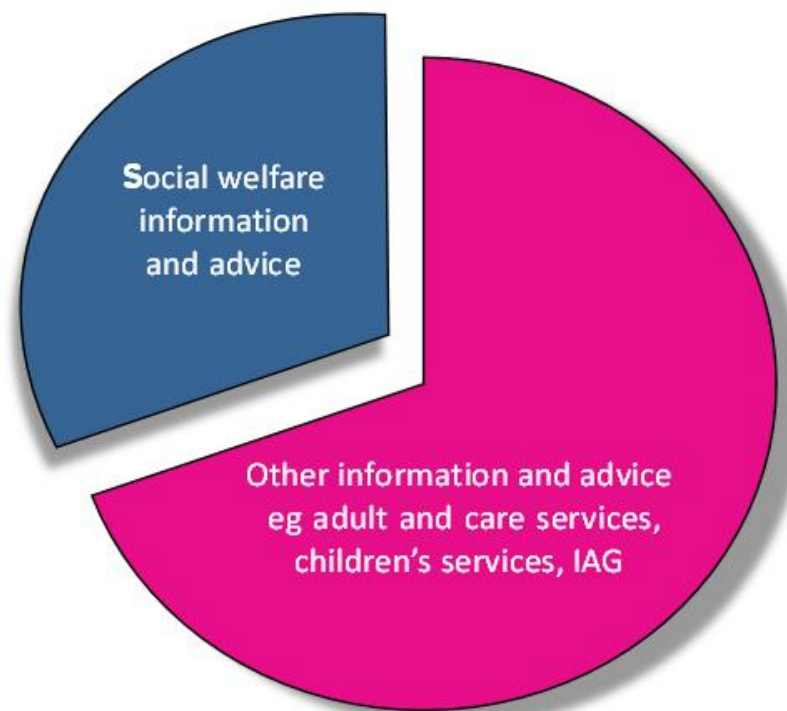 Social welfare
information
and advice
Other information and advice
eg adult and care services,
children’s services, IAG